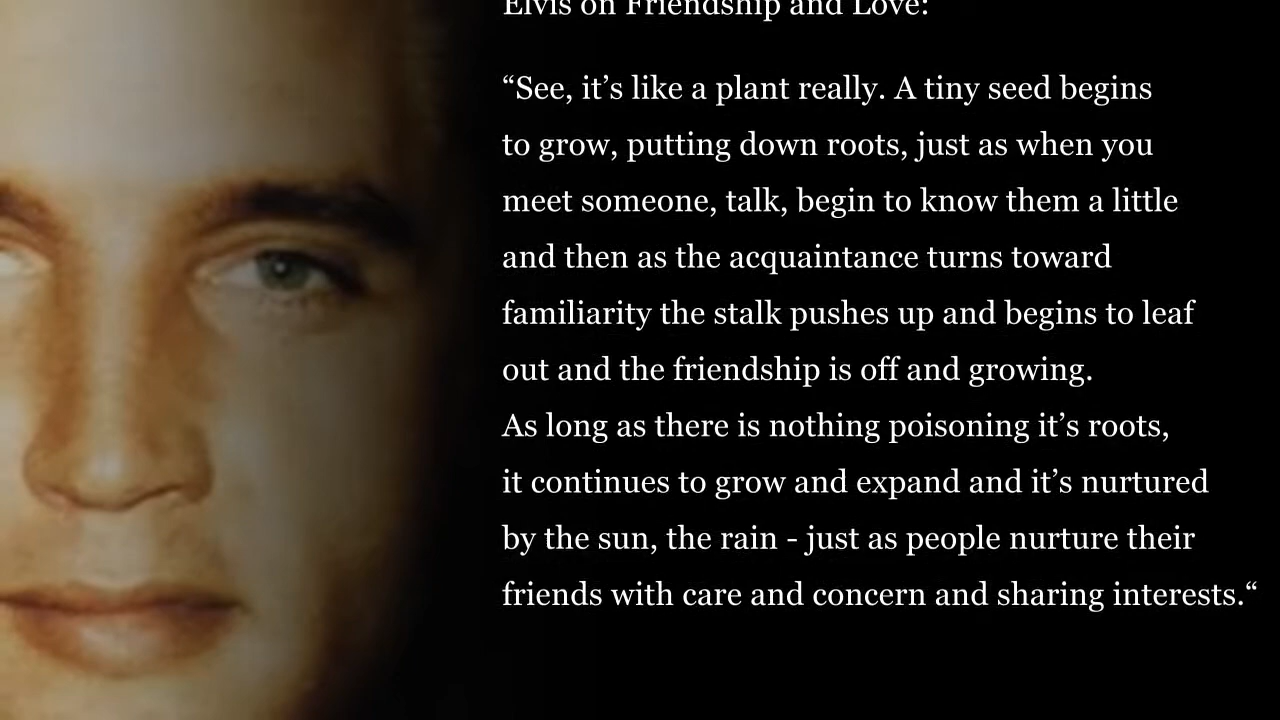 Elvis on Friendship and Love:
“See, it’s like a plant really. A tiny seed begins
to grow, putting down roots, just as when you
meet someone, talk, begin to know them a little
and then as the acquaintance turns toward
familiarity the stalk pushes up and begins to leaf
out and the friendship is off and growing.
As long as there is nothing poisoning it’s roots,
it continues to grow and expand and it’s nurtured
by the sun, the rain - just as people nurture their
friends with care and concern and sharing interests.“